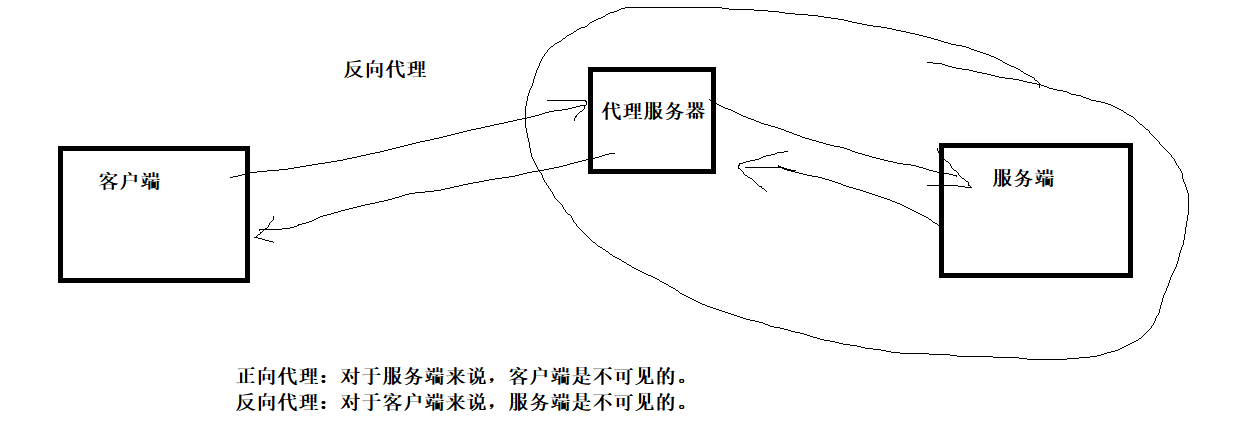 反向代理
代理服务器
客户端
服务端
正向代理：对于服务端来说，客户端是不可见的。
反向代理：对于客户端来说，服务端是不可见的。